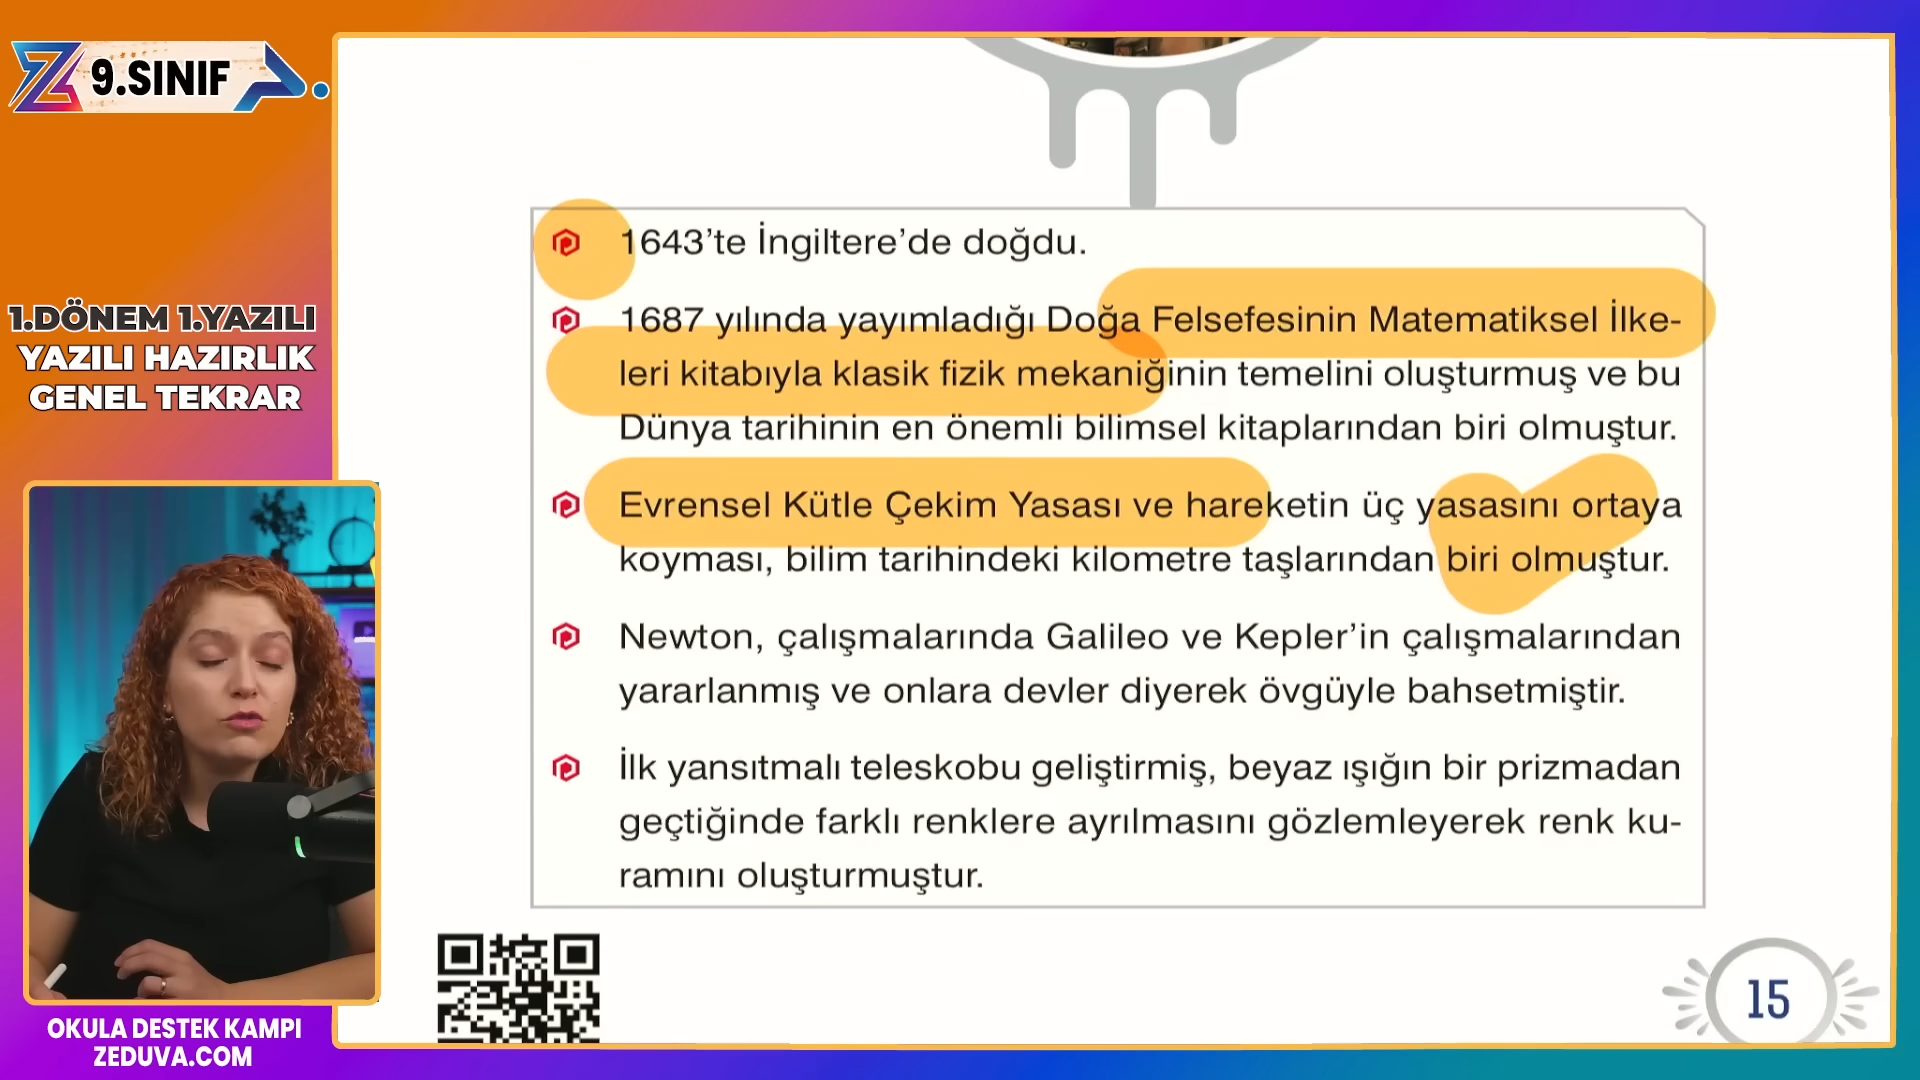 9.SINIF
1.DÖNEM 1.YAZILI
YAZILI HAZIRLIK
GENEL TEKRAR
1643’te İngiltere’de doğdu.
1687 yılında yayımladığı Doğa Felsefesinin Matematiksel İlke-
leri kitabıyla klasik fizik mekaniğinin temelini oluşturmuş ve bu
Dünya tarihinin en önemli bilimsel kitaplarından biri olmuştur.
Evrensel Kütle Çekim Yasası ve hareketin üç yasasını ortaya
koyması, bilim tarihindeki kilometre taşlarından biri olmuştur.
Newton, çalışmalarında Galileo ve Kepler’in çalışmalarından
yararlanmış ve onlara devler diyerek övgüyle bahsetmiştir.
İlk yansıtmalı teleskobu geliştirmiş, beyaz ışığın bir prizmadan
geçtiğinde farklı renklere ayrılmasını gözlemleyerek renk ku-
ramını oluşturmuştur.
15
OKULA DESTEK KAMPI
ZEDUVA.COM